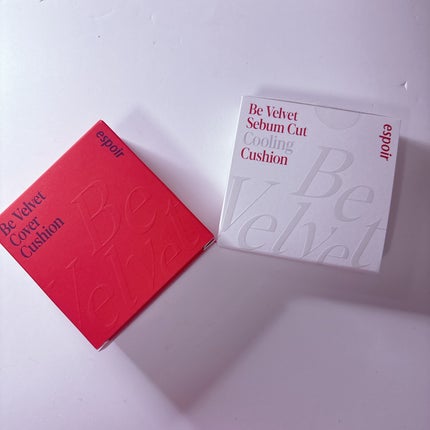 espoir
Be Velvet
Cover
Cushion
Be
Velvet
Be Velvet
Sebum Cut
Cooling
Cushion
espoir
Be
Velvet